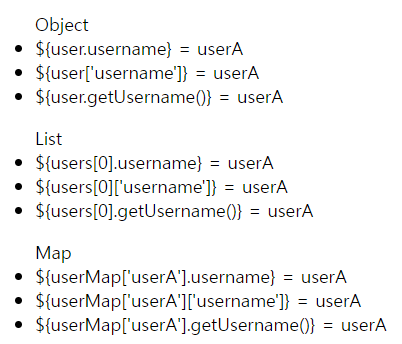 Object
${user.username} = userA
${user['username']} = userA
${user.getUsername()} = userA
List
${users[0].username} = userA
${users[0]['username']} = userA
${users[0].getUsername()} = userA
Map
${userMap['userA'].username} = userA
${userMap['userA']['username']} = userA
${userMap['userA'].getUsername()} = userA